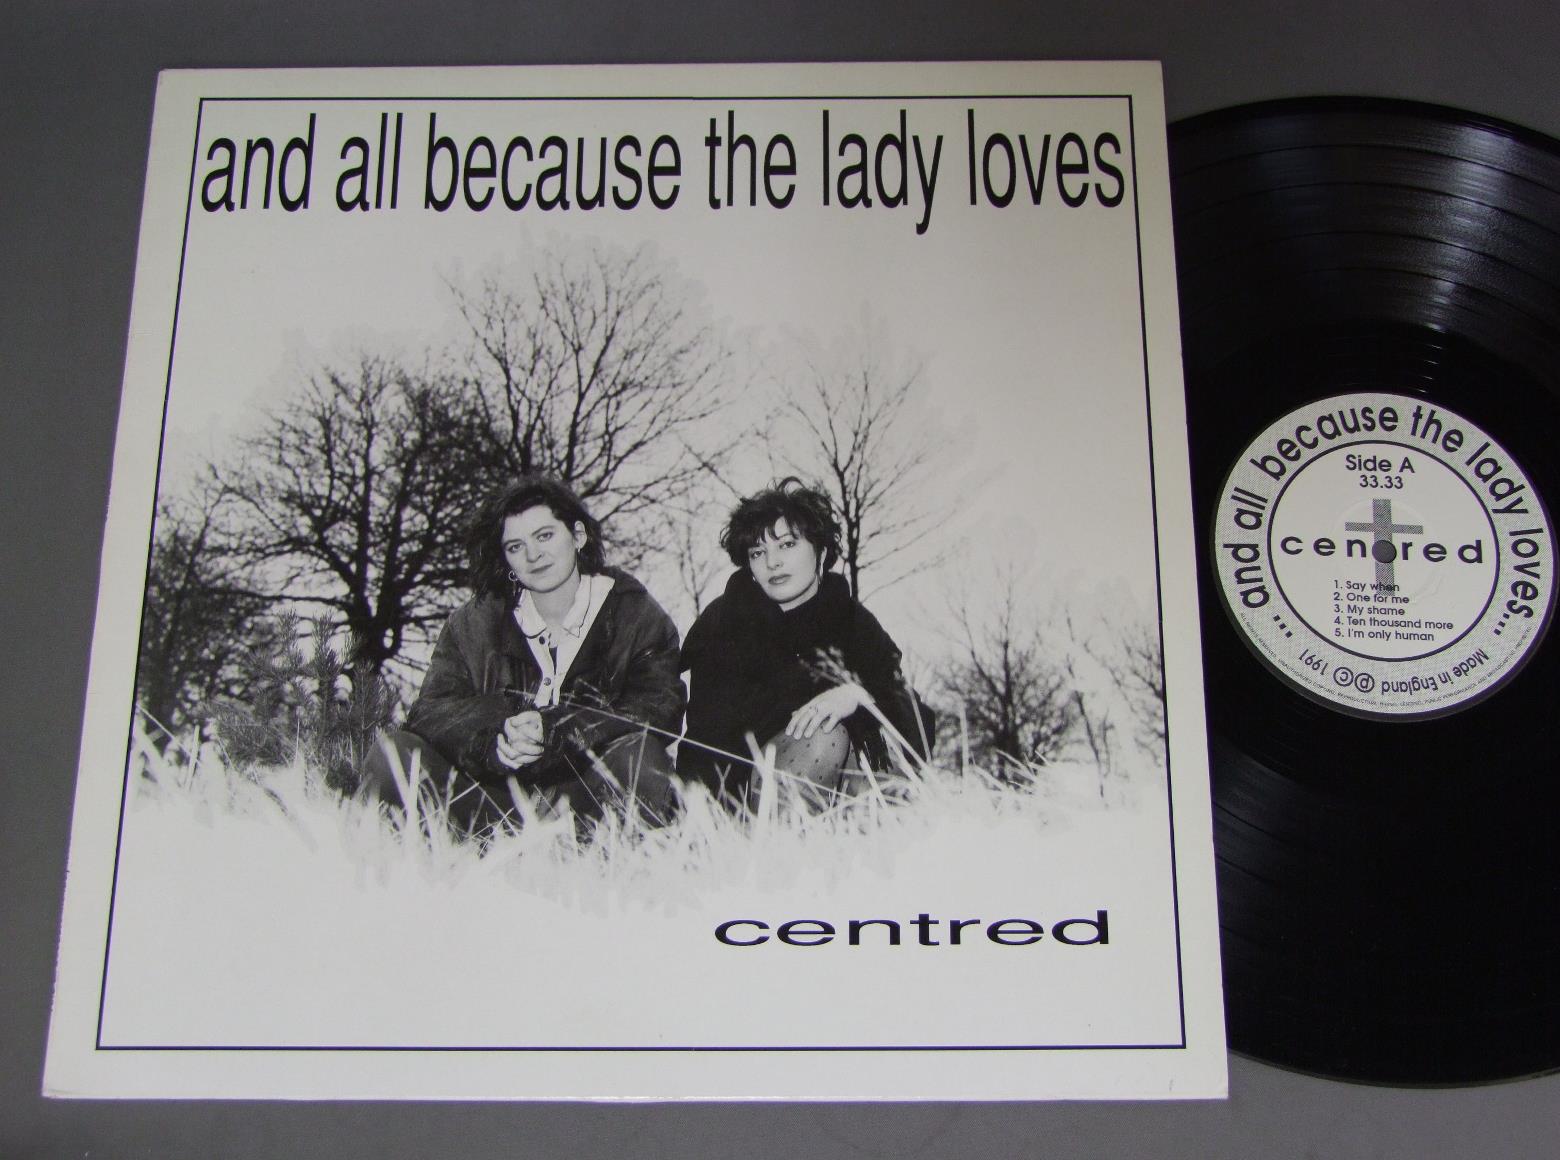 and all because the lady loves
centred
... and all because the lady loves...
Side A
33.33
centred
1. Say when
2. One for me
3. My shame
4. Ten thousand more
5. I'm only human
Made in England ℗ © 1991